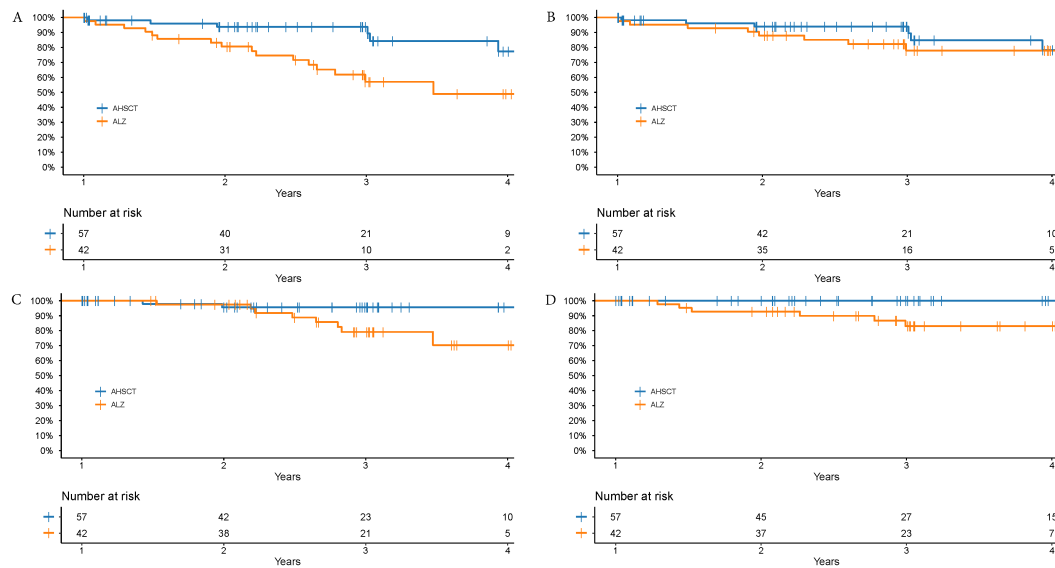 A
100%
90%
80%
70%
60%
50%
40%
30%
20%
10%
0%
AHSCT
ALZ
1 2 3 4
Years
Number at risk
57 40 21 9
42 31 10 2
1 2 3 4
Years
B
100%
90%
80%
70%
60%
50%
40%
30%
20%
10%
0%
AHSCT
ALZ
1 2 3 4
Years
Number at risk
57 42 21 10
42 35 16 5
1 2 3 4
Years
C
100%
90%
80%
70%
60%
50%
40%
30%
20%
10%
0%
AHSCT
ALZ
1 2 3 4
Years
Number at risk
57 42 23 10
42 38 21 5
1 2 3 4
Years
D
100%
90%
80%
70%
60%
50%
40%
30%
20%
10%
0%
AHSCT
ALZ
1 2 3 4
Years
Number at risk
57 45 27 15
42 37 23 7
1 2 3 4
Years